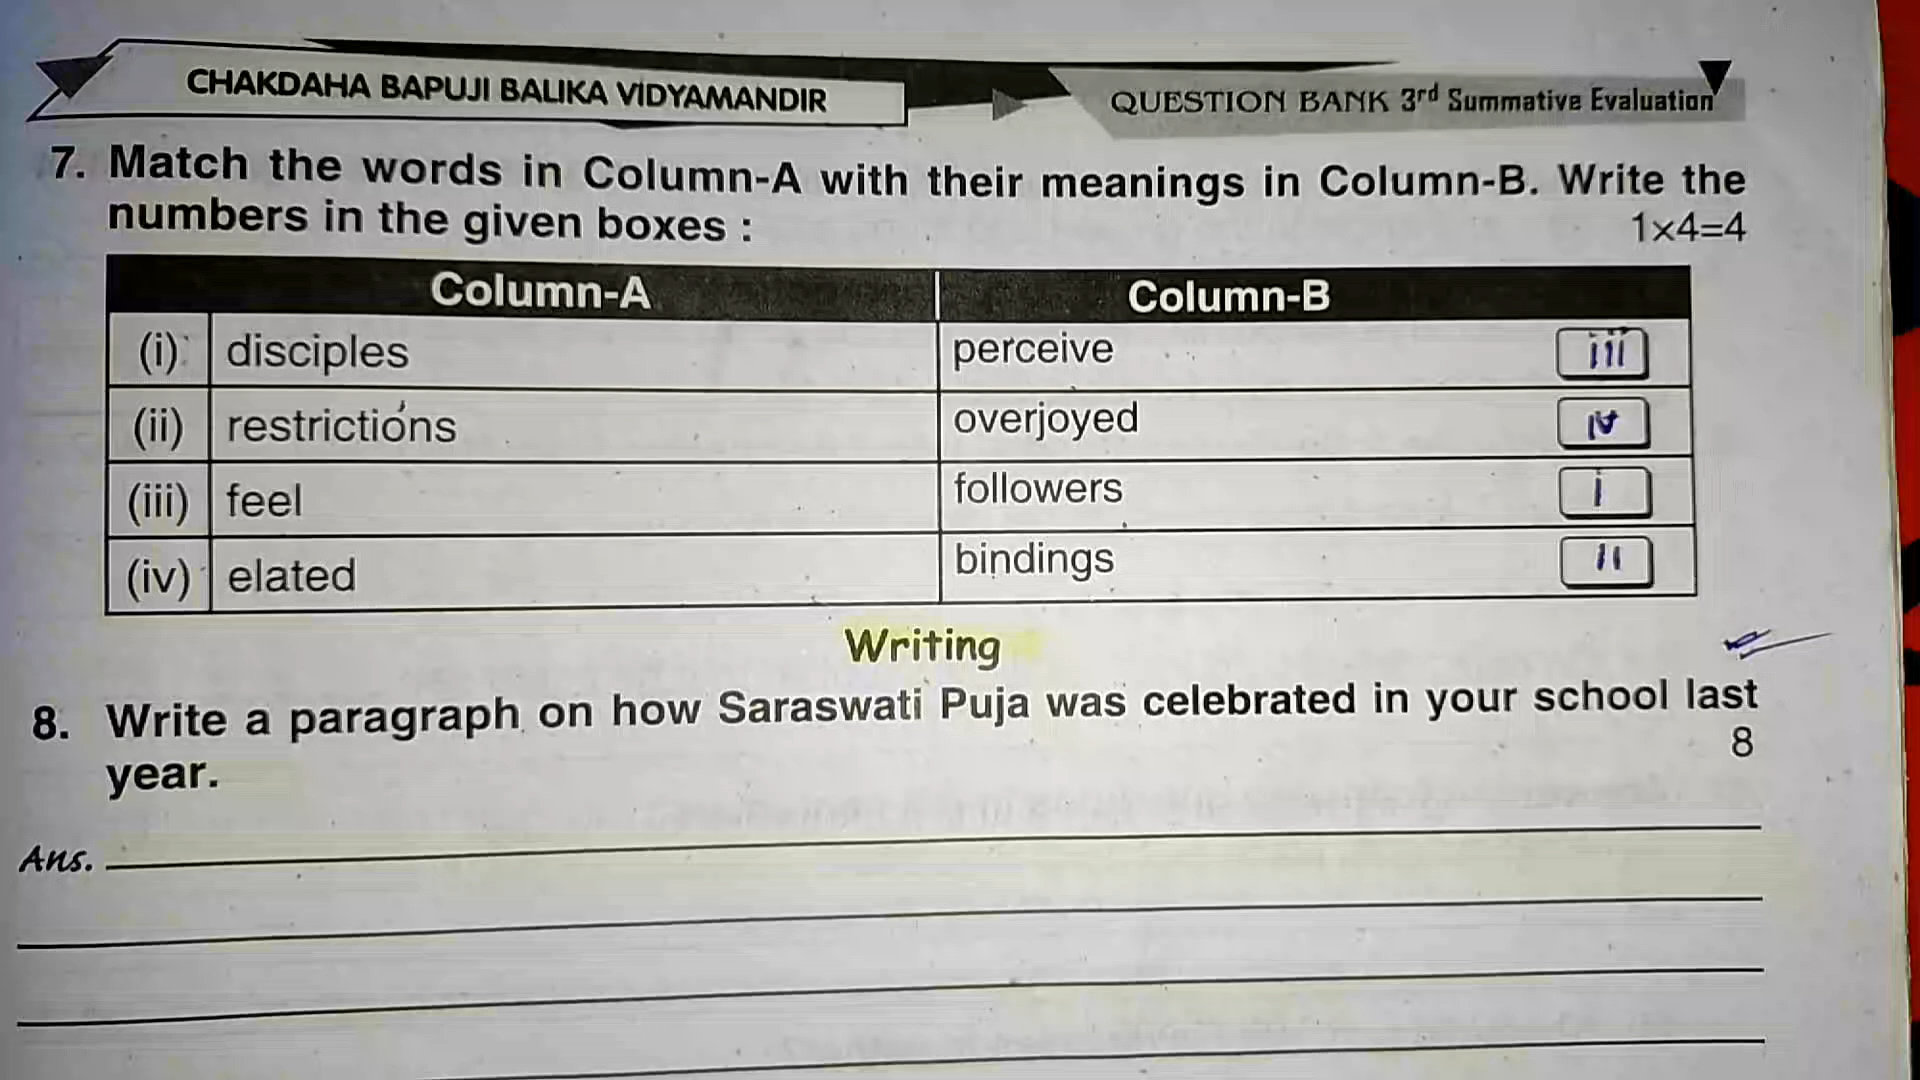 CHAKDAHA BAPUJI BALIKA VIDYAMANDIR
QUESTION BANK 3rd Summative Evaluation
7. Match the words in Column-A with their meanings in Column-B. Write the
numbers in the given boxes : 1×4=4
Column-A Column-B
(i) disciples perceive iii
(ii) restrictions overjoyed iv
(iii) feel followers i
(iv) elated bindings ii
Writing
8. Write a paragraph on how Saraswati Puja was celebrated in your school last
year. 8
Ans.